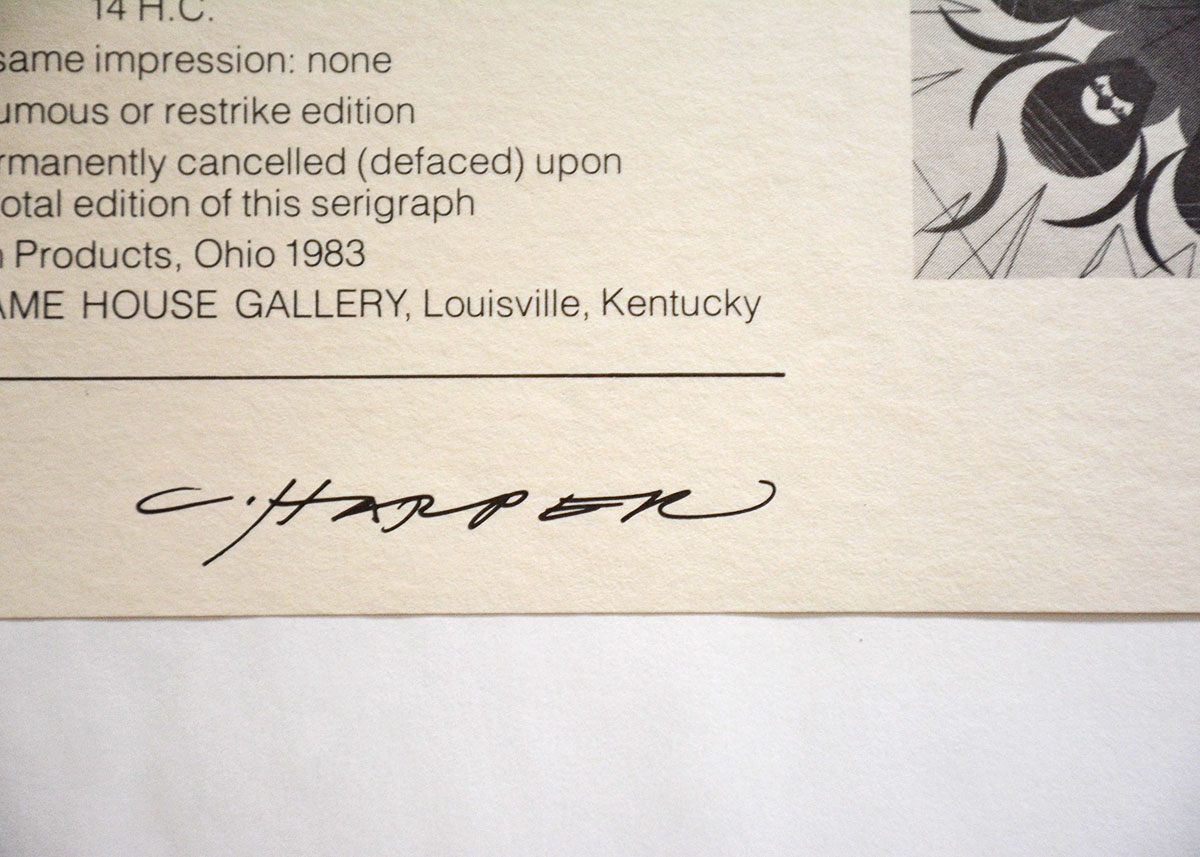 14 H.C.
same impression: none
umous or restrike edition
rmanently cancelled (defaced) upon
otal edition of this serigraph
n Products, Ohio 1983
AME HOUSE GALLERY, Louisville, Kentucky
C. HARPER